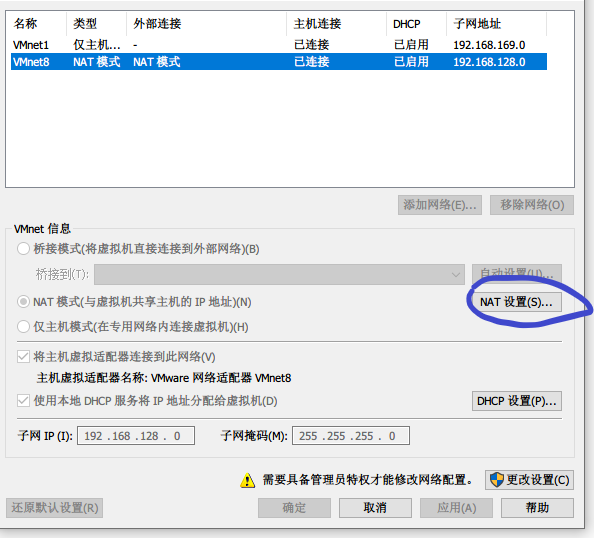 名称 类型 外部连接 主机连接 DHCP 子网地址
VMnet1 仅主机... - 已连接 已启用 192.168.169.0
VMnet8 NAT 模式 NAT 模式 已连接 已启用 192.168.128.0
添加网络(E)... 移除网络(O)
VMnet 信息
桥接模式(将虚拟机直接连接到外部网络)(B)
桥接到(T): 自动设置(U)...
NAT 模式(与虚拟机共享主机的 IP 地址)(N) NAT 设置(S)...
仅主机模式(在专用网络内连接虚拟机)(H)
将主机虚拟适配器连接到此网络(V)
主机虚拟适配器名称: VMware 网络适配器 VMnet8
使用本地 DHCP 服务将 IP 地址分配给虚拟机(D) DHCP 设置(P)...
子网 IP (I): 192 .168 .128 . 0 子网掩码(M): 255 .255 .255 . 0
需要具备管理员特权才能修改网络配置。 更改设置(C)
还原默认设置(R) 确定 取消 应用(A) 帮助